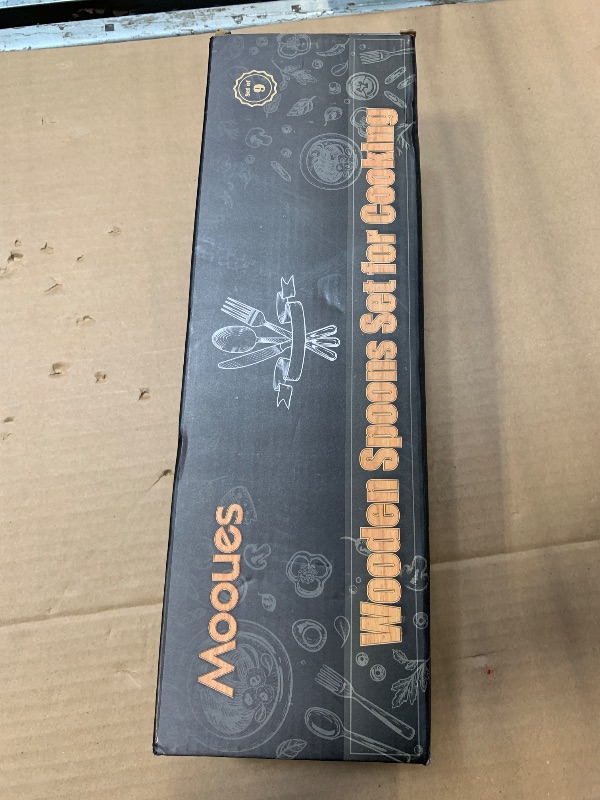 Mooues
Set of
9
Wooden Spoons Set for Cooking